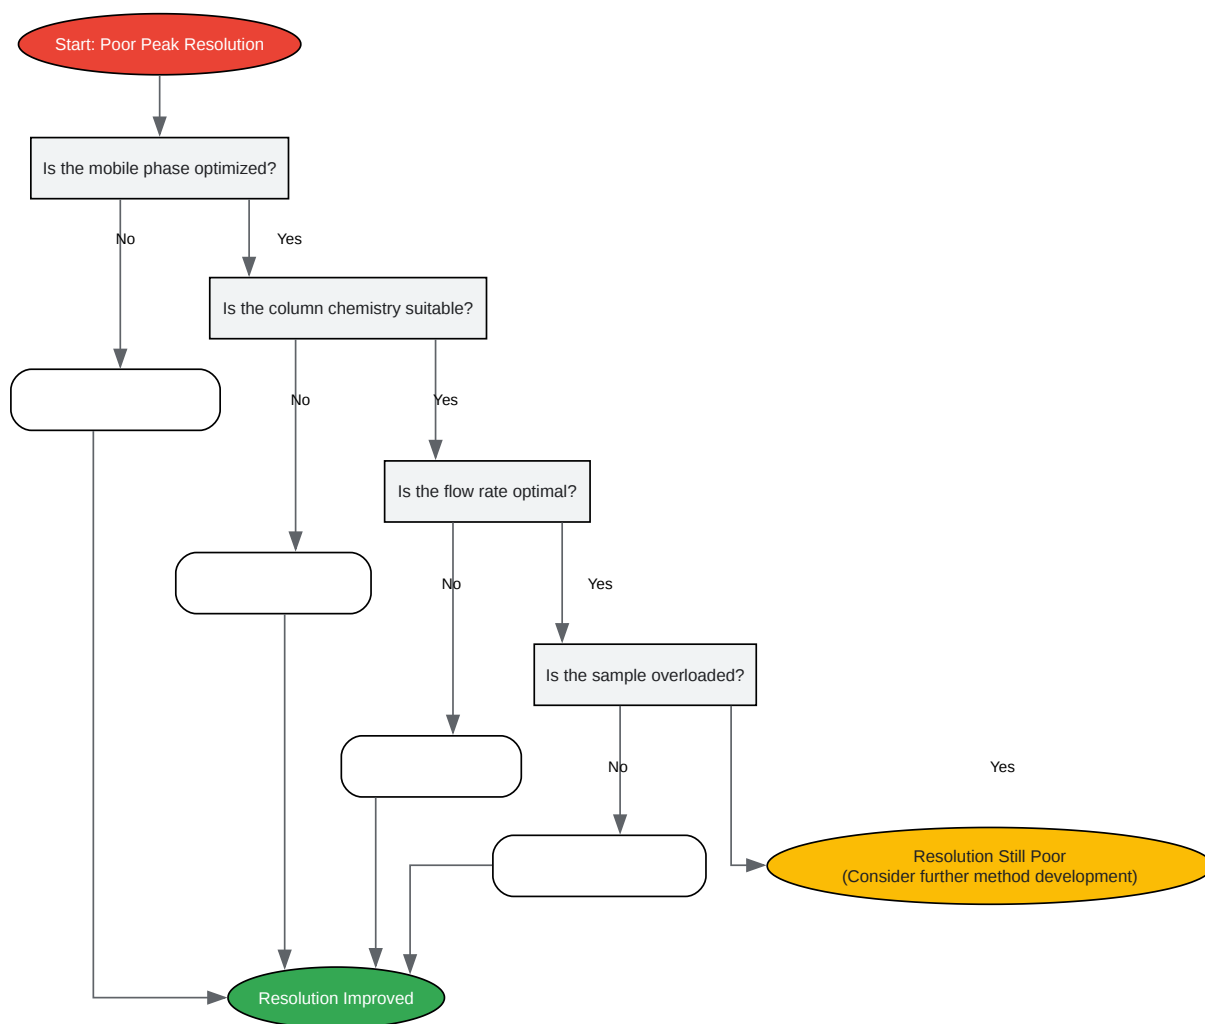 Start: Poor Peak Resolution
Is the mobile phase optimized?
No
Yes
Is the column chemistry suitable?
No
Yes
Is the flow rate optimal?
No
Yes
Is the sample overloaded?
No
Yes
Resolution Still Poor
(Consider further method development)
Resolution Improved